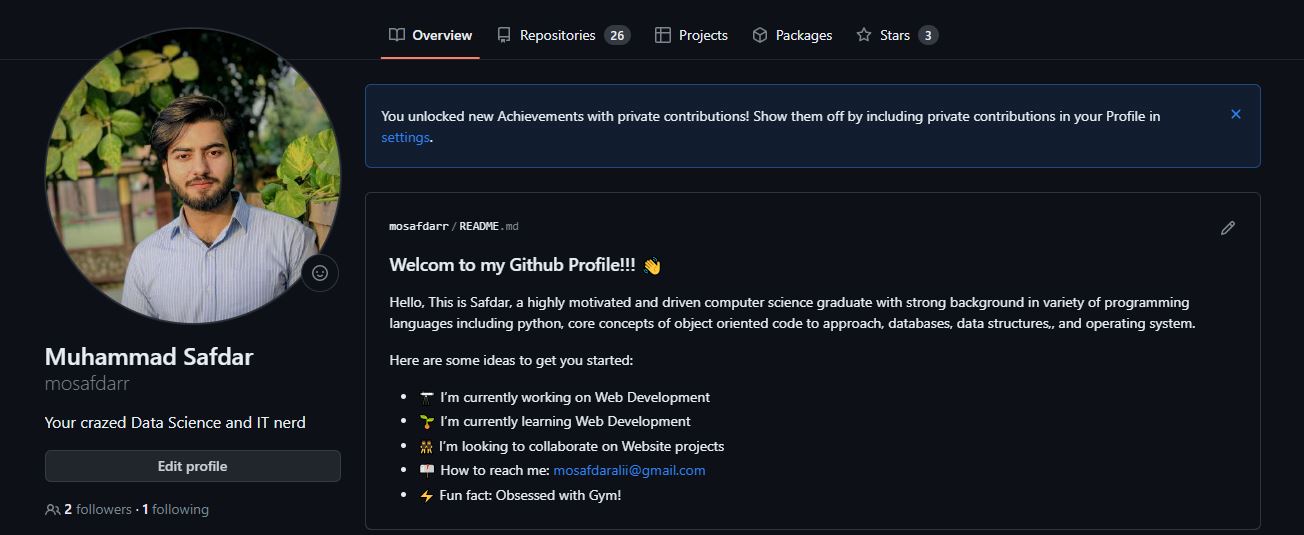 Overview Repositories 26 Projects Packages Stars 3
You unlocked new Achievements with private contributions! Show them off by including private contributions in your Profile in
settings.
mosafdarr/README.md
Welcom to my Github Profile!!! 👋
Hello, This is Safdar, a highly motivated and driven computer science graduate with strong background in variety of programming
languages including python, core concepts of object oriented code to approach, databases, data structures,, and operating system.
Here are some ideas to get you started:
I'm currently working on Web Development
I'm currently learning Web Development
I'm looking to collaborate on Website projects
How to reach me: mosafdaralii@gmail.com
Fun fact: Obsessed with Gym!
Muhammad Safdar
mosafdarr
Your crazed Data Science and IT nerd
Edit profile
2 followers · 1 following